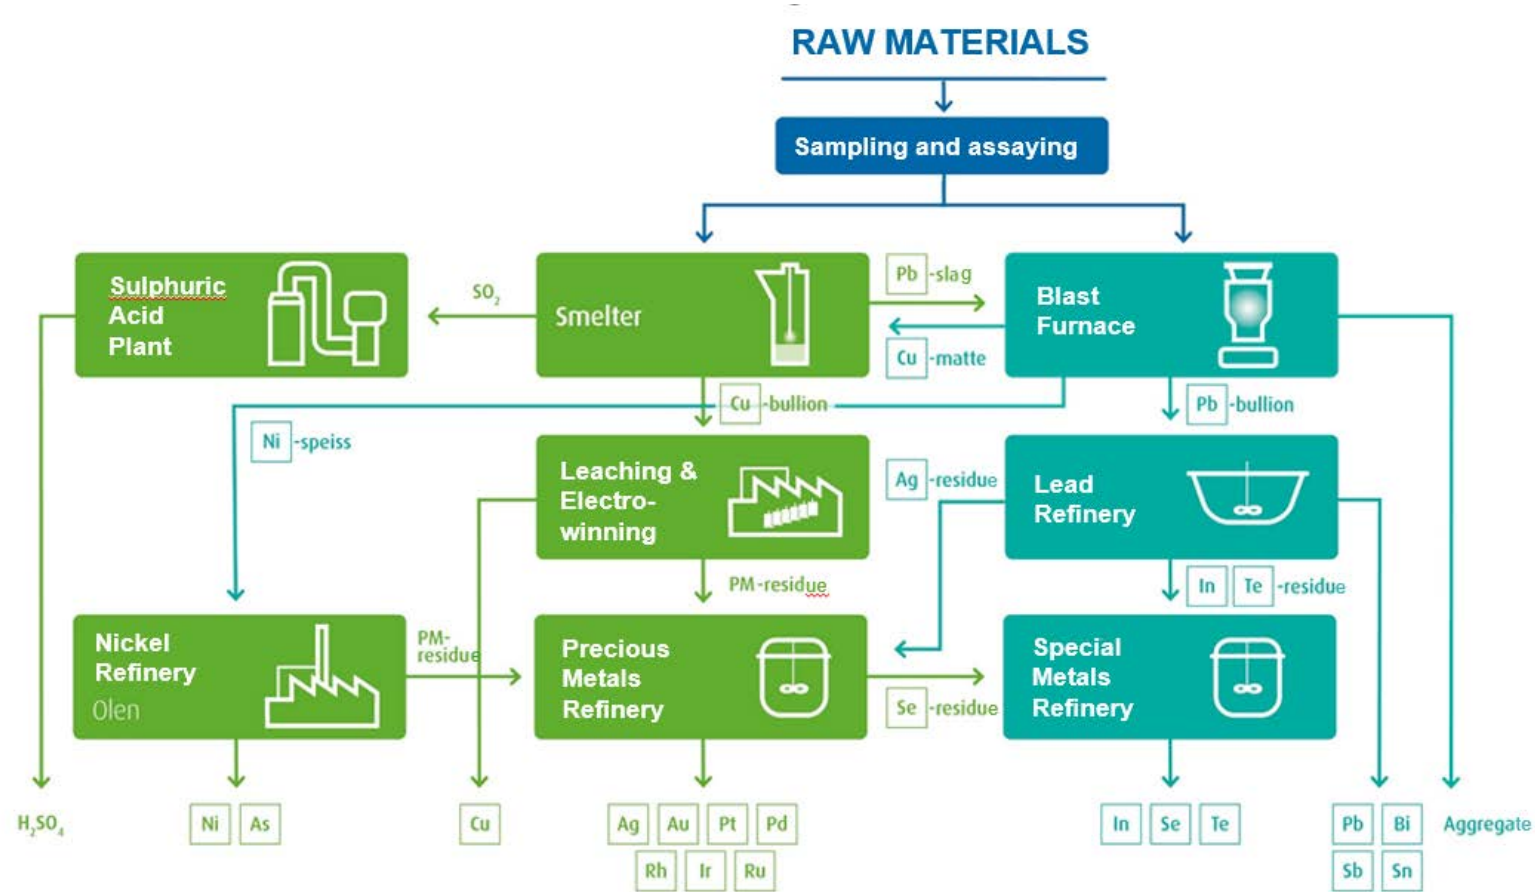 RAW MATERIALS
Sampling and assaying
Sulphuric
Acid
Plant
SO₂
Smelter
Pb -slag
Cu -matte
Blast
Furnace
Cu -bullion
Pb -bullion
Ni -speiss
Leaching &
Electro-
winning
Ag -residue
Lead
Refinery
PM-residue
In Te -residue
Nickel
Refinery
Olen
PM-
residue
Precious
Metals
Refinery
Se -residue
Special
Metals
Refinery
H₂SO₄
Ni As
Cu
Ag Au Pt Pd
Rh Ir Ru
In Se Te
Pb Bi
Sb Sn
Aggregate